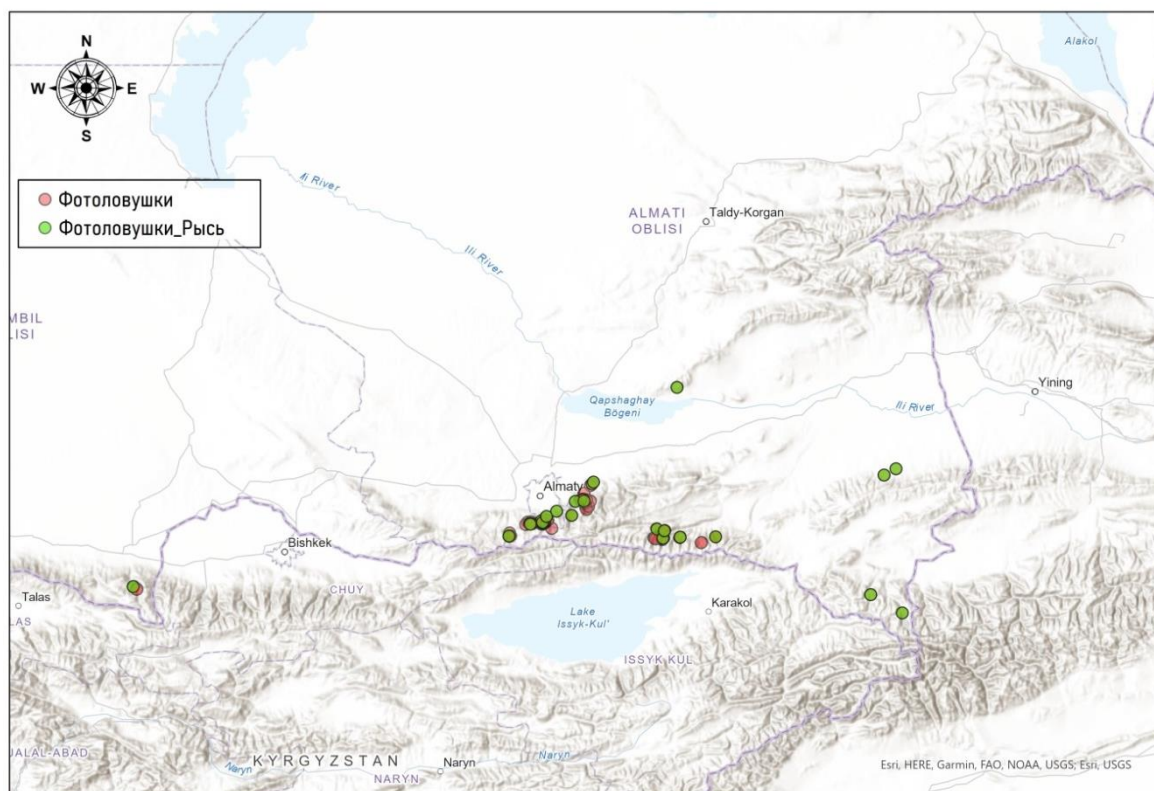 N
W
E
S
Alakol
Фотоловушки
Фотоловушки_Рысь
Ili River
Ili River
ALMATI
OBLISI
Taldy-Korgan
MBIL
LISI
Qapshaghay
Bögeni
Yining
Ili River
Almaty
Bishkek
Talas
LAS
CHUY
Lake
Issyk-Kul'
Karakol
ISSYK KUL
JALAL-ABAD
KYRGYZSTAN
Naryn
NARYN
Naryn
Naryn
Esri, HERE, Garmin, FAO, NOAA, USGS; Esri, USGS